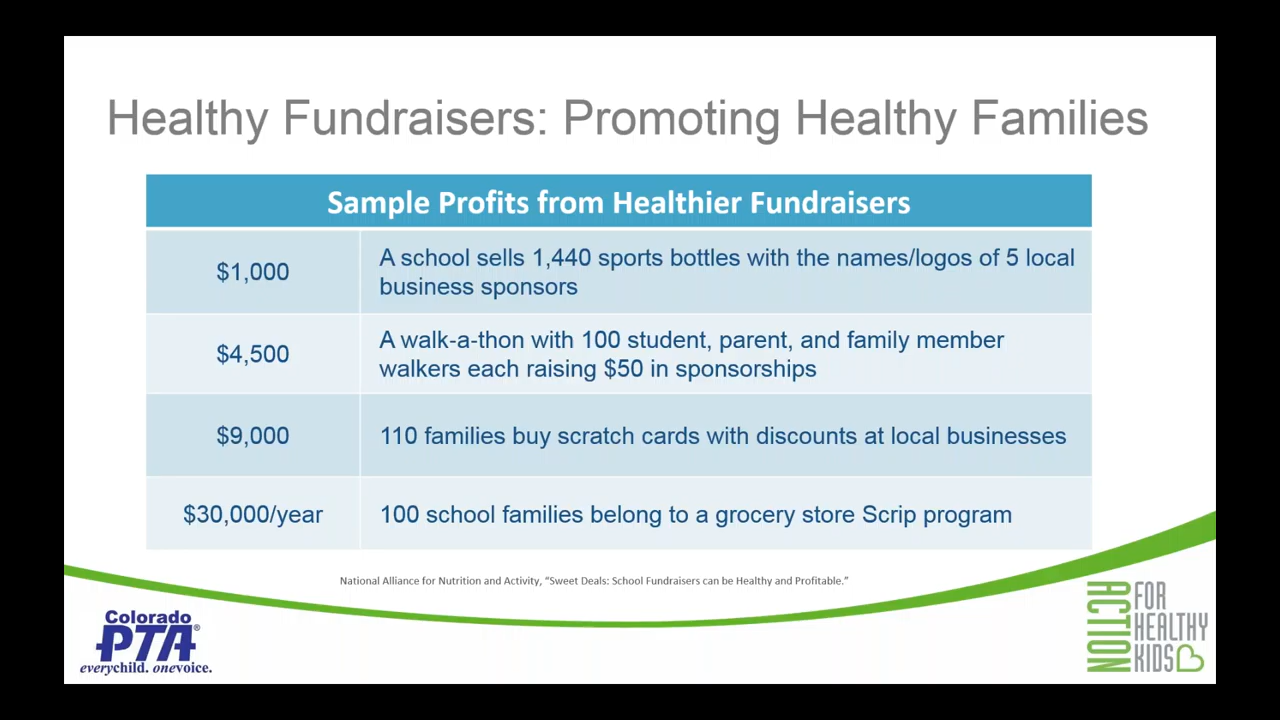 Healthy Fundraisers: Promoting Healthy Families
Sample Profits from Healthier Fundraisers
$1,000
A school sells 1,440 sports bottles with the names/logos of 5 local
business sponsors
$4,500
A walk-a-thon with 100 student, parent, and family member
walkers each raising $50 in sponsorships
$9,000
110 families buy scratch cards with discounts at local businesses
$30,000/year
100 school families belong to a grocery store Scrip program
National Alliance for Nutrition and Activity, “Sweet Deals: School Fundraisers can be Healthy and Profitable.”
Colorado
PTA®
everychild. onevoice.
ACTION
FOR
HEALTHY
KIDS